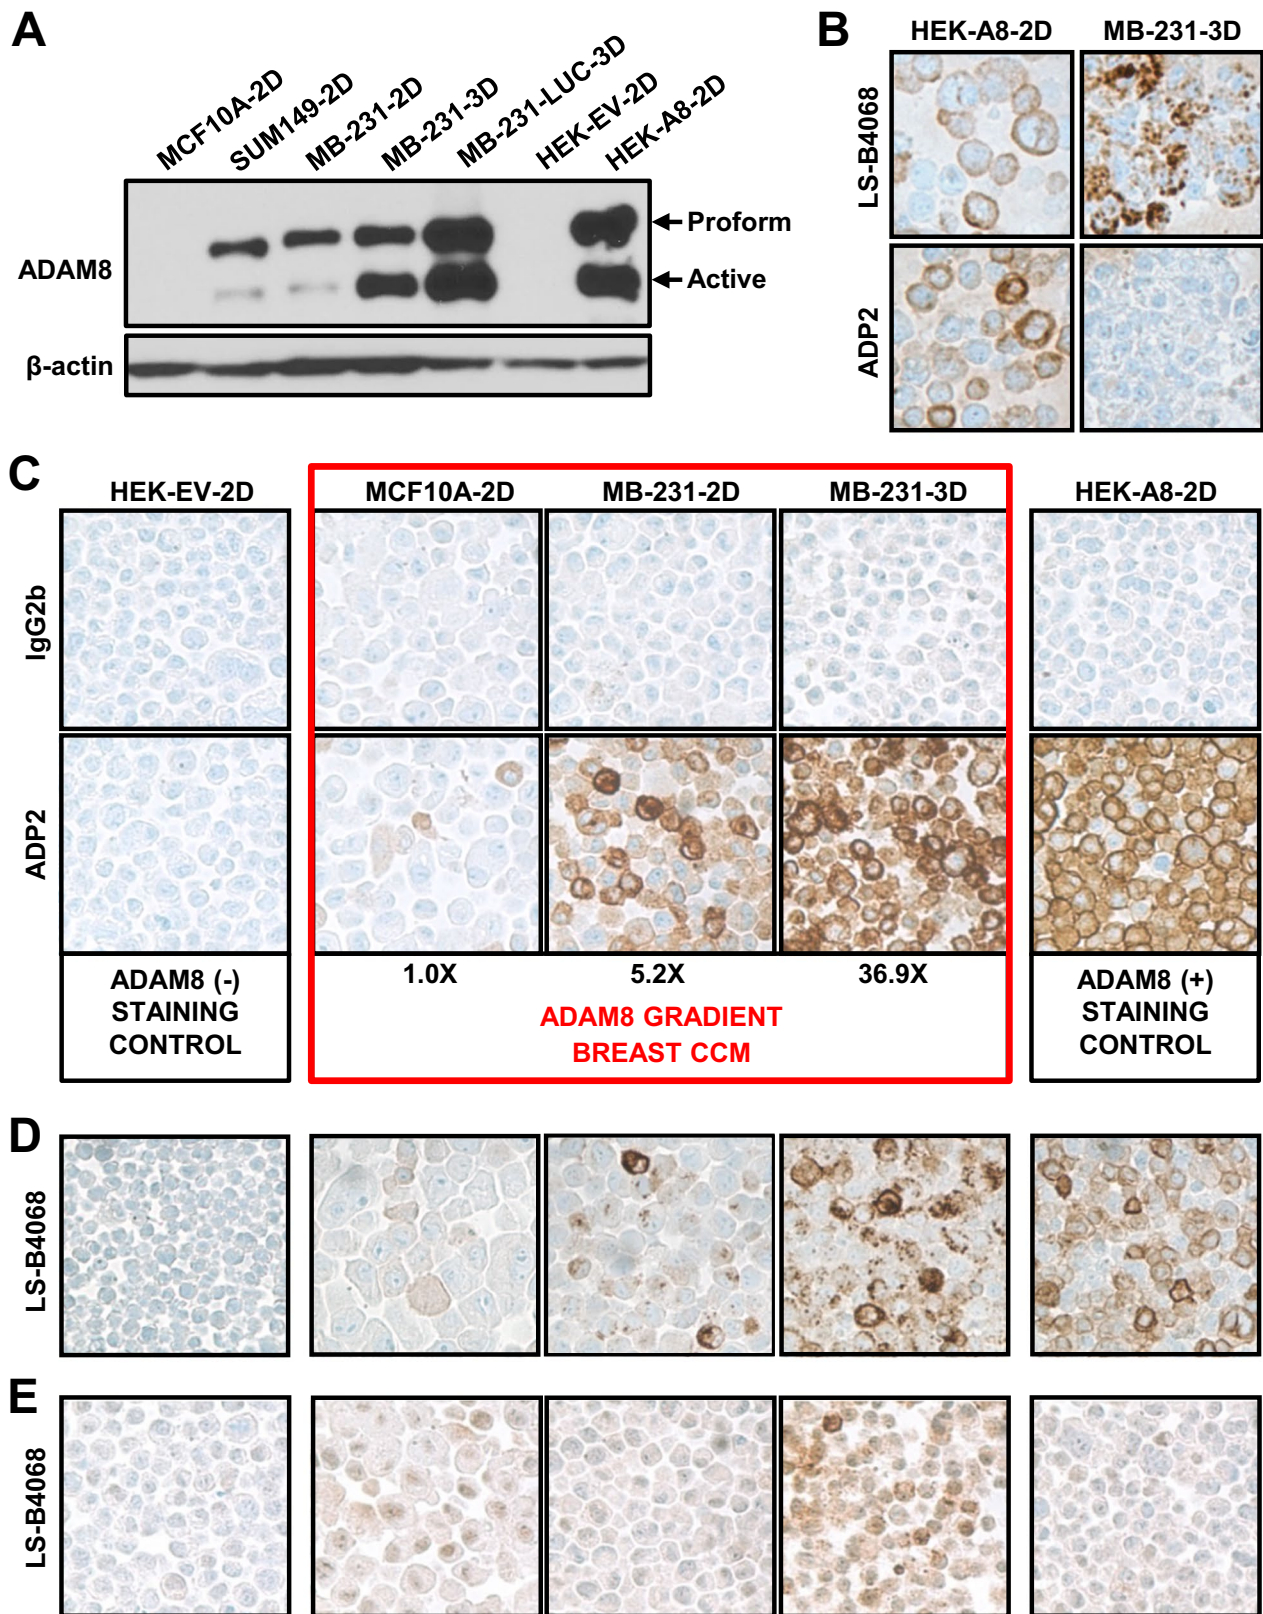 A
MCF10A-2D
SUM149-2D
MB-231-2D
MB-231-3D
MB-231-LUC-3D
HEK-EV-2D
HEK-A8-2D
ADAM8
Proform
Active
β-actin
B
HEK-A8-2D MB-231-3D
LS-B4068
ADP2
C
HEK-EV-2D MCF10A-2D MB-231-2D MB-231-3D HEK-A8-2D
IgG2b
ADP2
1.0X 5.2X 36.9X
ADAM8 (-)
STAINING
CONTROL
ADAM8 GRADIENT
BREAST CCM
ADAM8 (+)
STAINING
CONTROL
D
LS-B4068
E
LS-B4068